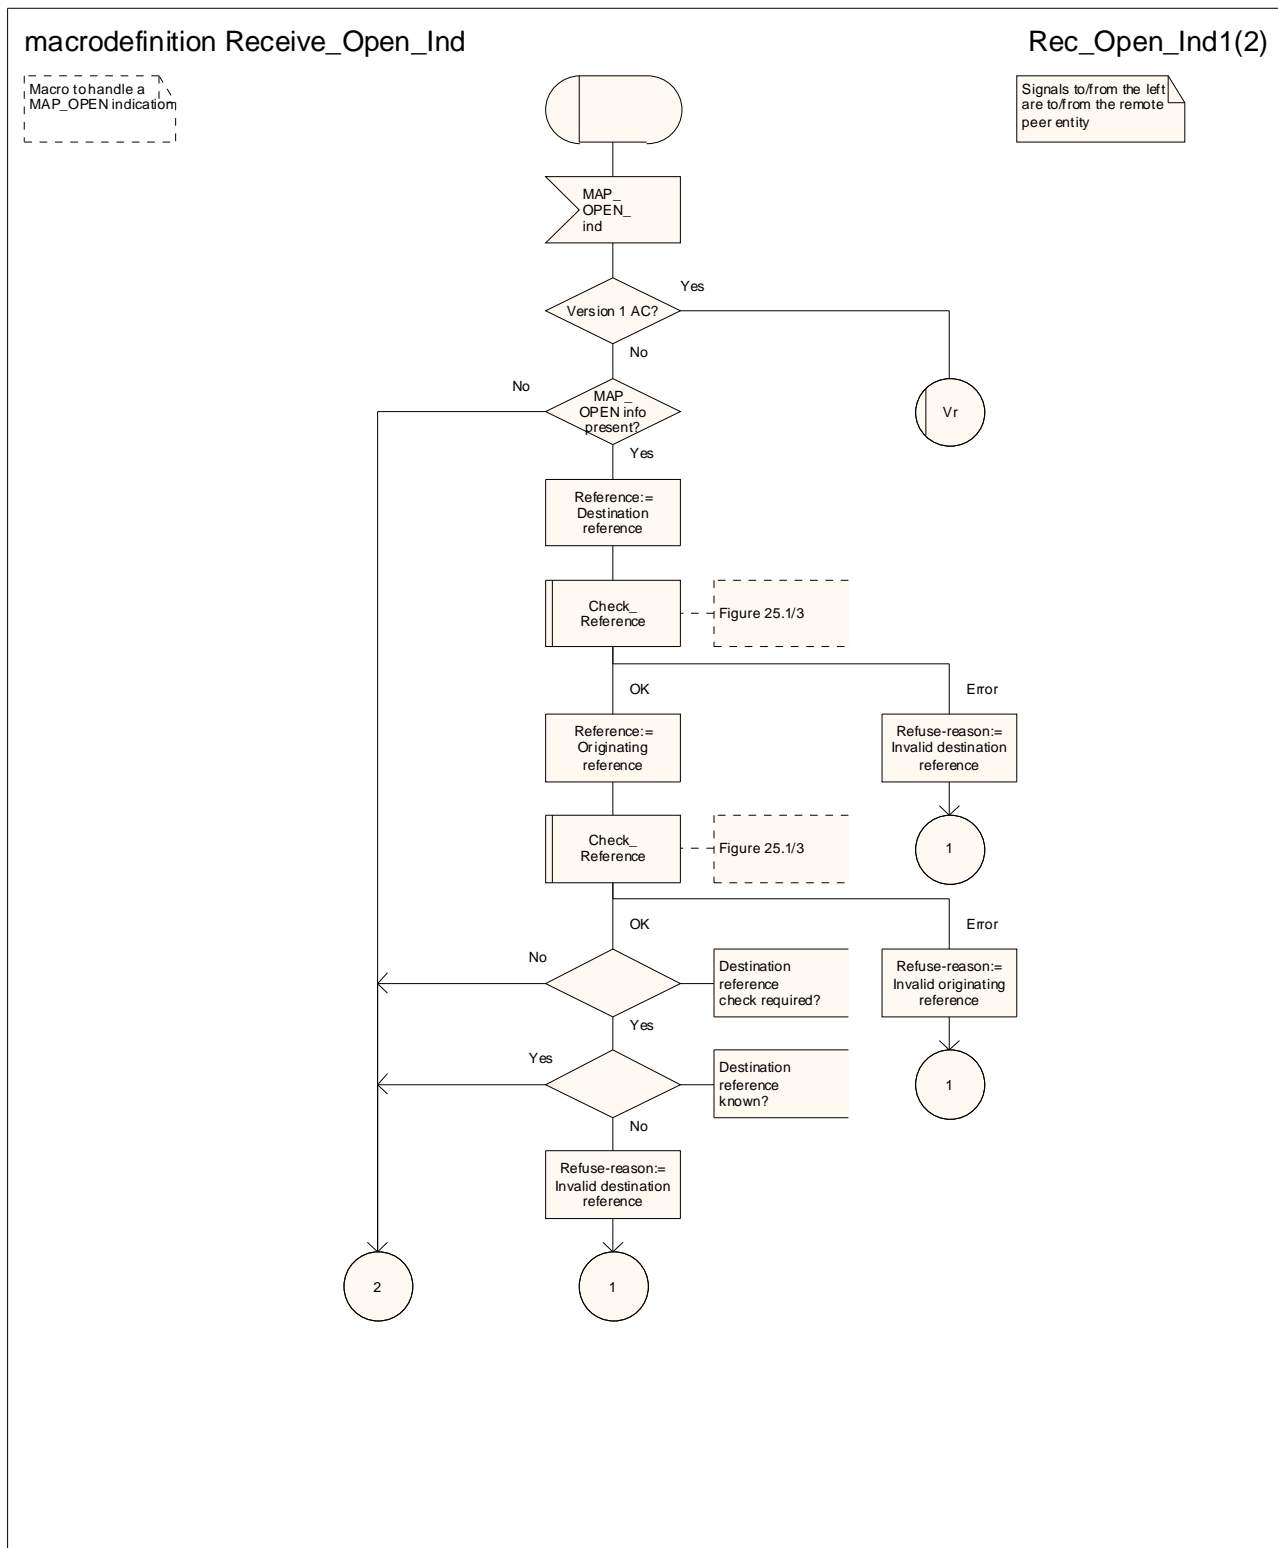 macrodefinition Receive_Open_Ind
Rec_Open_Ind1(2)
Macro to handle a
MAP_OPEN indication
Signals to/from the left
are to/from the remote
peer entity
MAP_
OPEN_
ind
Yes
Version 1 AC?
No
No
MAP_
OPEN info
present?
Vr
Yes
Reference:=
Destination
reference
Check_
Reference
Figure 25.1/3
OK
Error
Reference:=
Originating
reference
Refuse-reason:=
Invalid destination
reference
Check_
Reference
Figure 25.1/3
1
OK
Error
No
Destination
reference
check required?
Refuse-reason:=
Invalid originating
reference
Yes
Yes
Destination
reference
known?
1
No
Refuse-reason:=
Invalid destination
reference
2
1